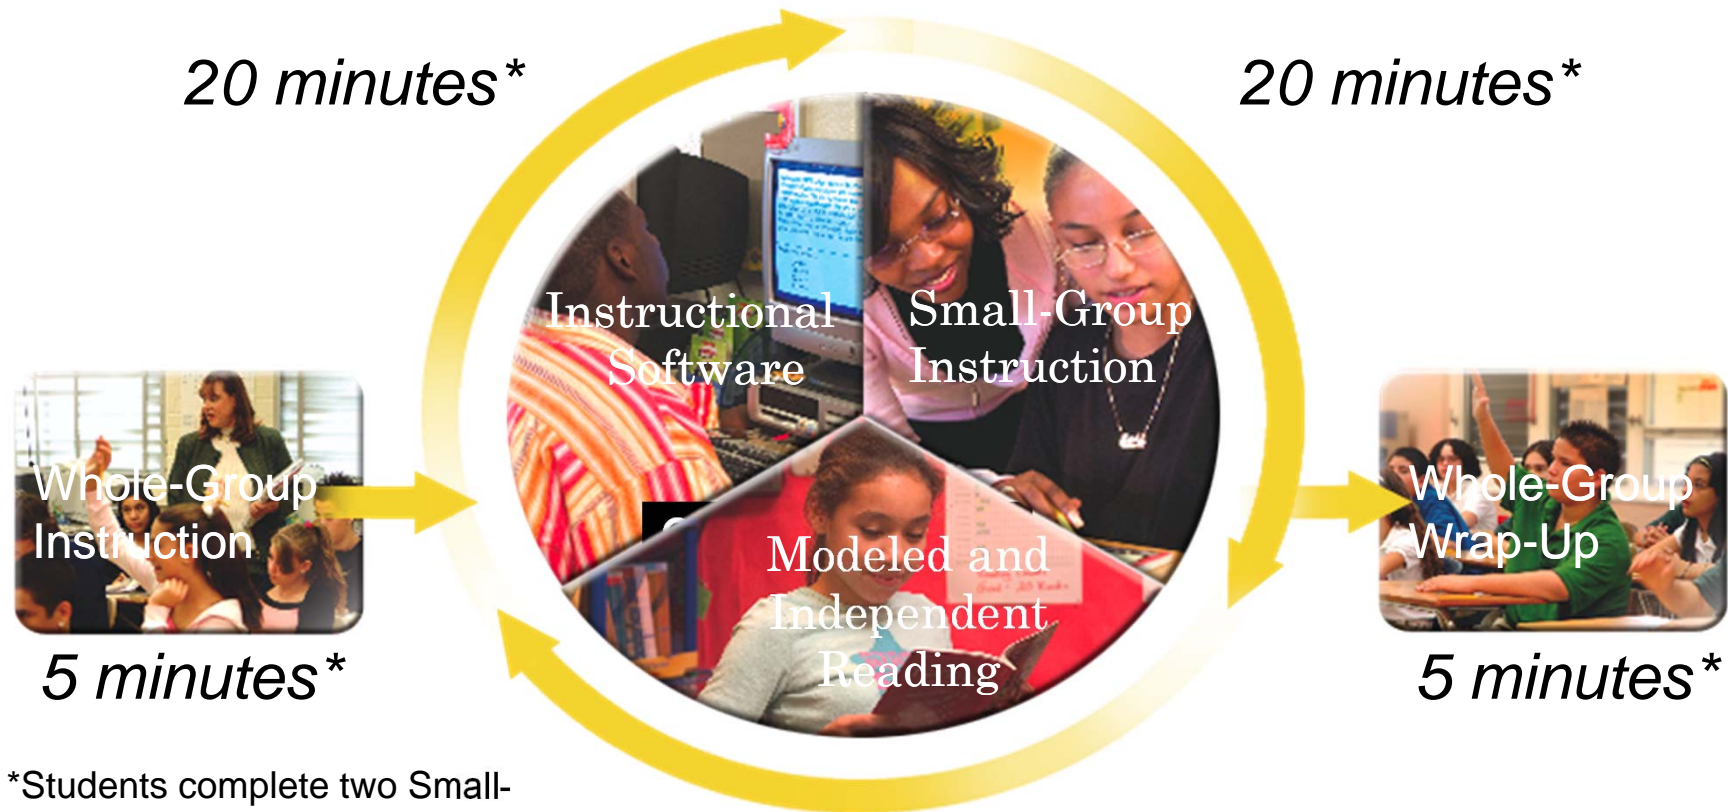 20 minutes*
20 minutes*
Instructional
Software
Small-Group
Instruction
Whole-Group
Instruction
Whole-Group
Wrap-Up
Modeled and
Independent
Reading
5 minutes*
5 minutes*
*Students complete two Small-